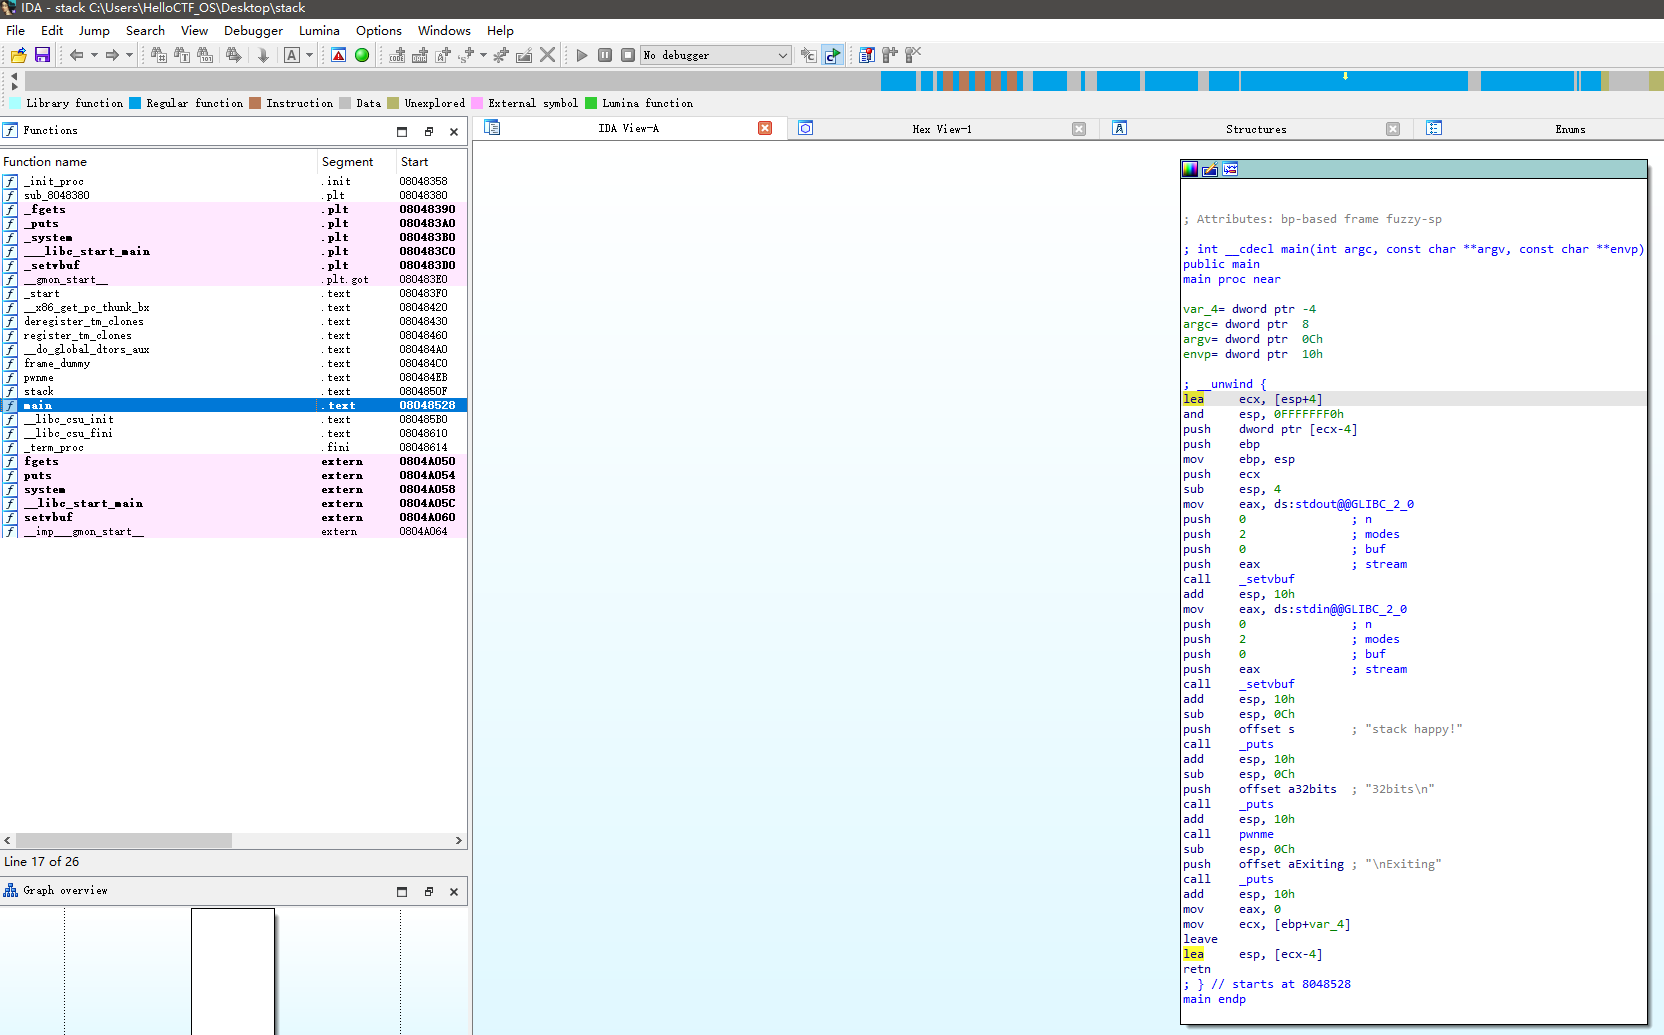 IDA - stack C:\Users\HelloCTF_OS\Desktop\stack
File Edit Jump Search View Debugger Lumina Options Windows Help
No debugger
Library function Regular function Instruction Data Unexplored External symbol Lumina function
Functions
IDA View-A Hex View-1 Structures Enums
Function name Segment Start
_init_proc .init 08048358
sub_8048380 .plt 08048380
_fgets .plt 08048390
_puts .plt 080483A0
_system .plt 080483B0
___libc_start_main .plt 080483C0
_setvbuf .plt 080483D0
__gmon_start__ .plt.got 080483E0
_start .text 080483F0
__x86_get_pc_thunk_bx .text 08048420
deregister_tm_clones .text 08048430
register_tm_clones .text 08048460
__do_global_dtors_aux .text 080484A0
frame_dummy .text 080484C0
pwnme .text 080484EB
stack .text 0804850F
main .text 08048528
__libc_csu_init .text 080485B0
__libc_csu_fini .text 08048610
_term_proc .fini 08048614
fgets extern 0804A050
puts extern 0804A054
system extern 0804A058
__libc_start_main extern 0804A05C
setvbuf extern 0804A060
__imp___gmon_start__ extern 0804A064
Line 17 of 26
Graph overview
; Attributes: bp-based frame fuzzy-sp
; int __cdecl main(int argc, const char **argv, const char **envp)
public main
main proc near
var_4= dword ptr -4
argc= dword ptr  8
argv= dword ptr  0Ch
envp= dword ptr  10h
; __unwind {
lea ecx, [esp+4]
and esp, 0FFFFFFF0h
push dword ptr [ecx-4]
push ebp
mov ebp, esp
push ecx
sub esp, 4
mov eax, ds:stdout@@GLIBC_2_0
push 0 ; n
push 2 ; modes
push 0 ; buf
push eax ; stream
call _setvbuf
add esp, 10h
mov eax, ds:stdin@@GLIBC_2_0
push 0 ; n
push 2 ; modes
push 0 ; buf
push eax ; stream
call _setvbuf
add esp, 10h
sub esp, 0Ch
push offset s ; "stack happy!"
call _puts
add esp, 10h
sub esp, 0Ch
push offset a32bits ; "32bits\n"
call _puts
add esp, 10h
call pwnme
sub esp, 0Ch
push offset aExiting ; "\nExiting"
call _puts
add esp, 10h
mov eax, 0
mov ecx, [ebp+var_4]
leave
lea esp, [ecx-4]
retn
; } // starts at 8048528
main endp